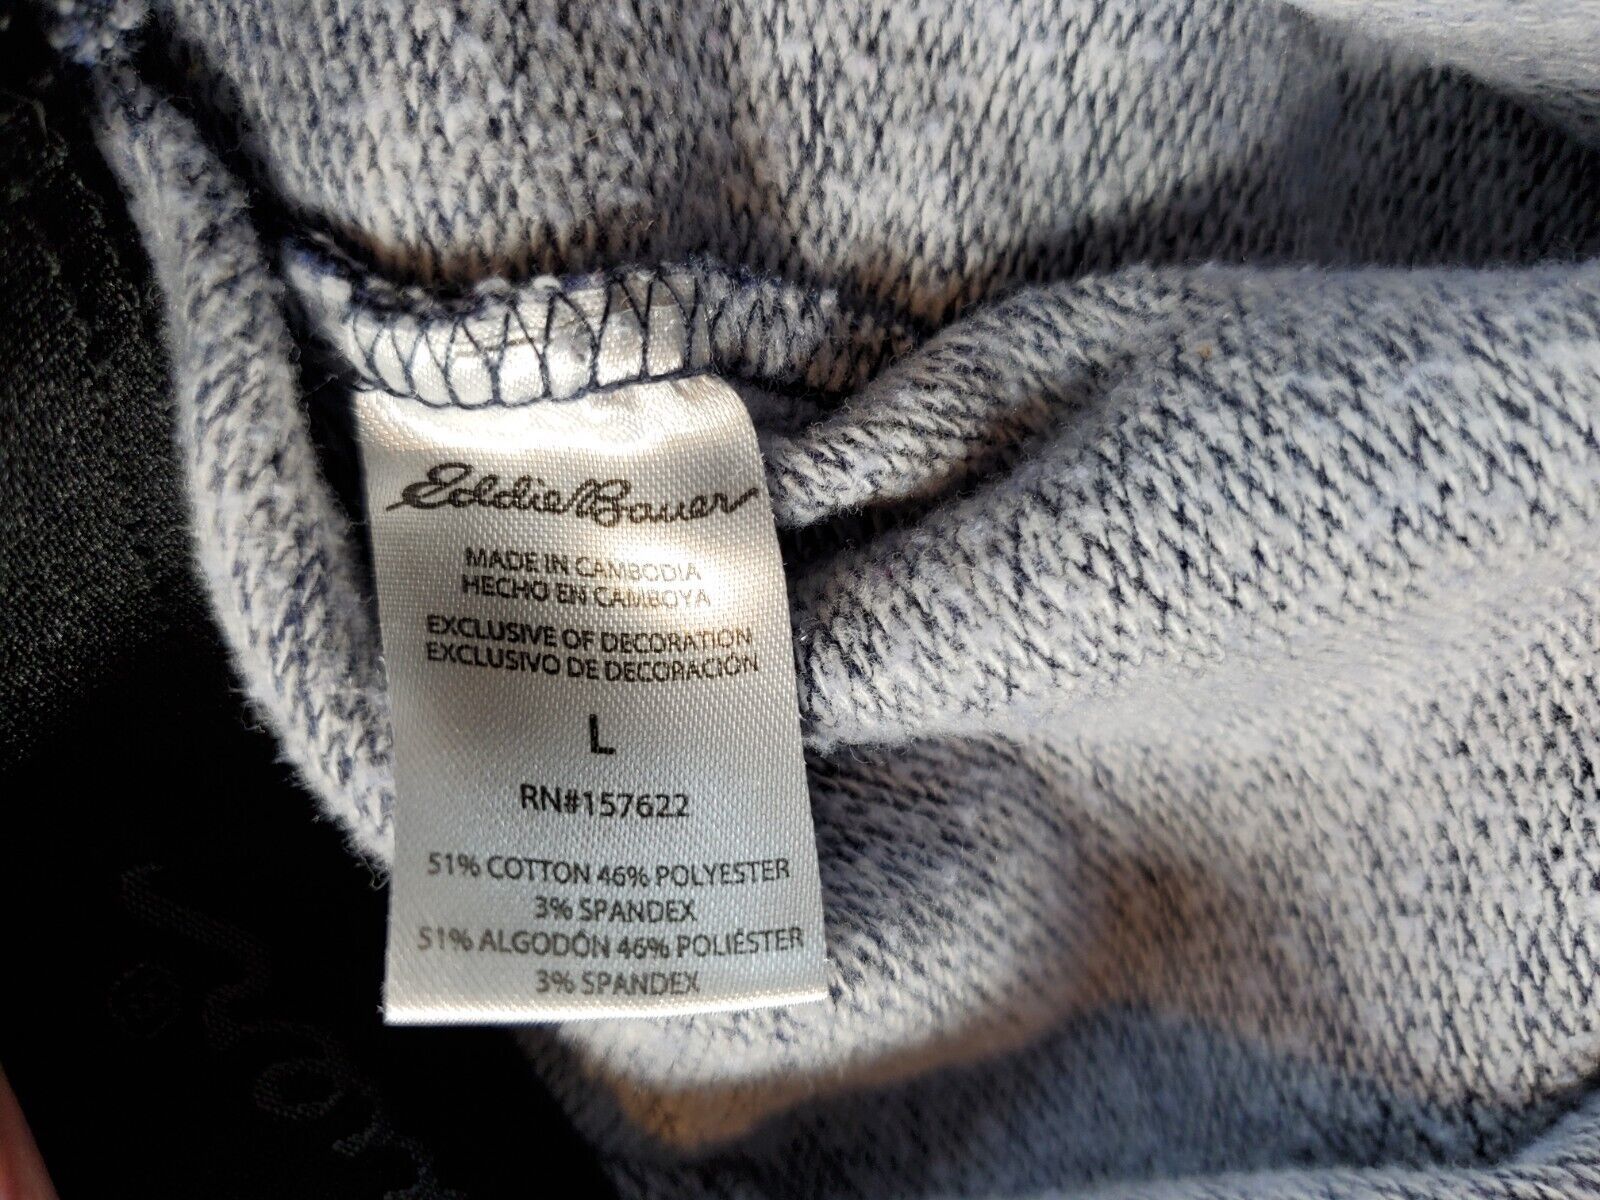 Eddie Bauer
MADE IN CAMBODIA
HECHO EN CAMBOYA
EXCLUSIVE OF DECORATION
EXCLUSIVO DE DECORACIÓN
L
RN#157622
51% COTTON 46% POLYESTER
3% SPANDEX
51% ALGODÓN 46% POLIÉSTER
3% SPANDEX